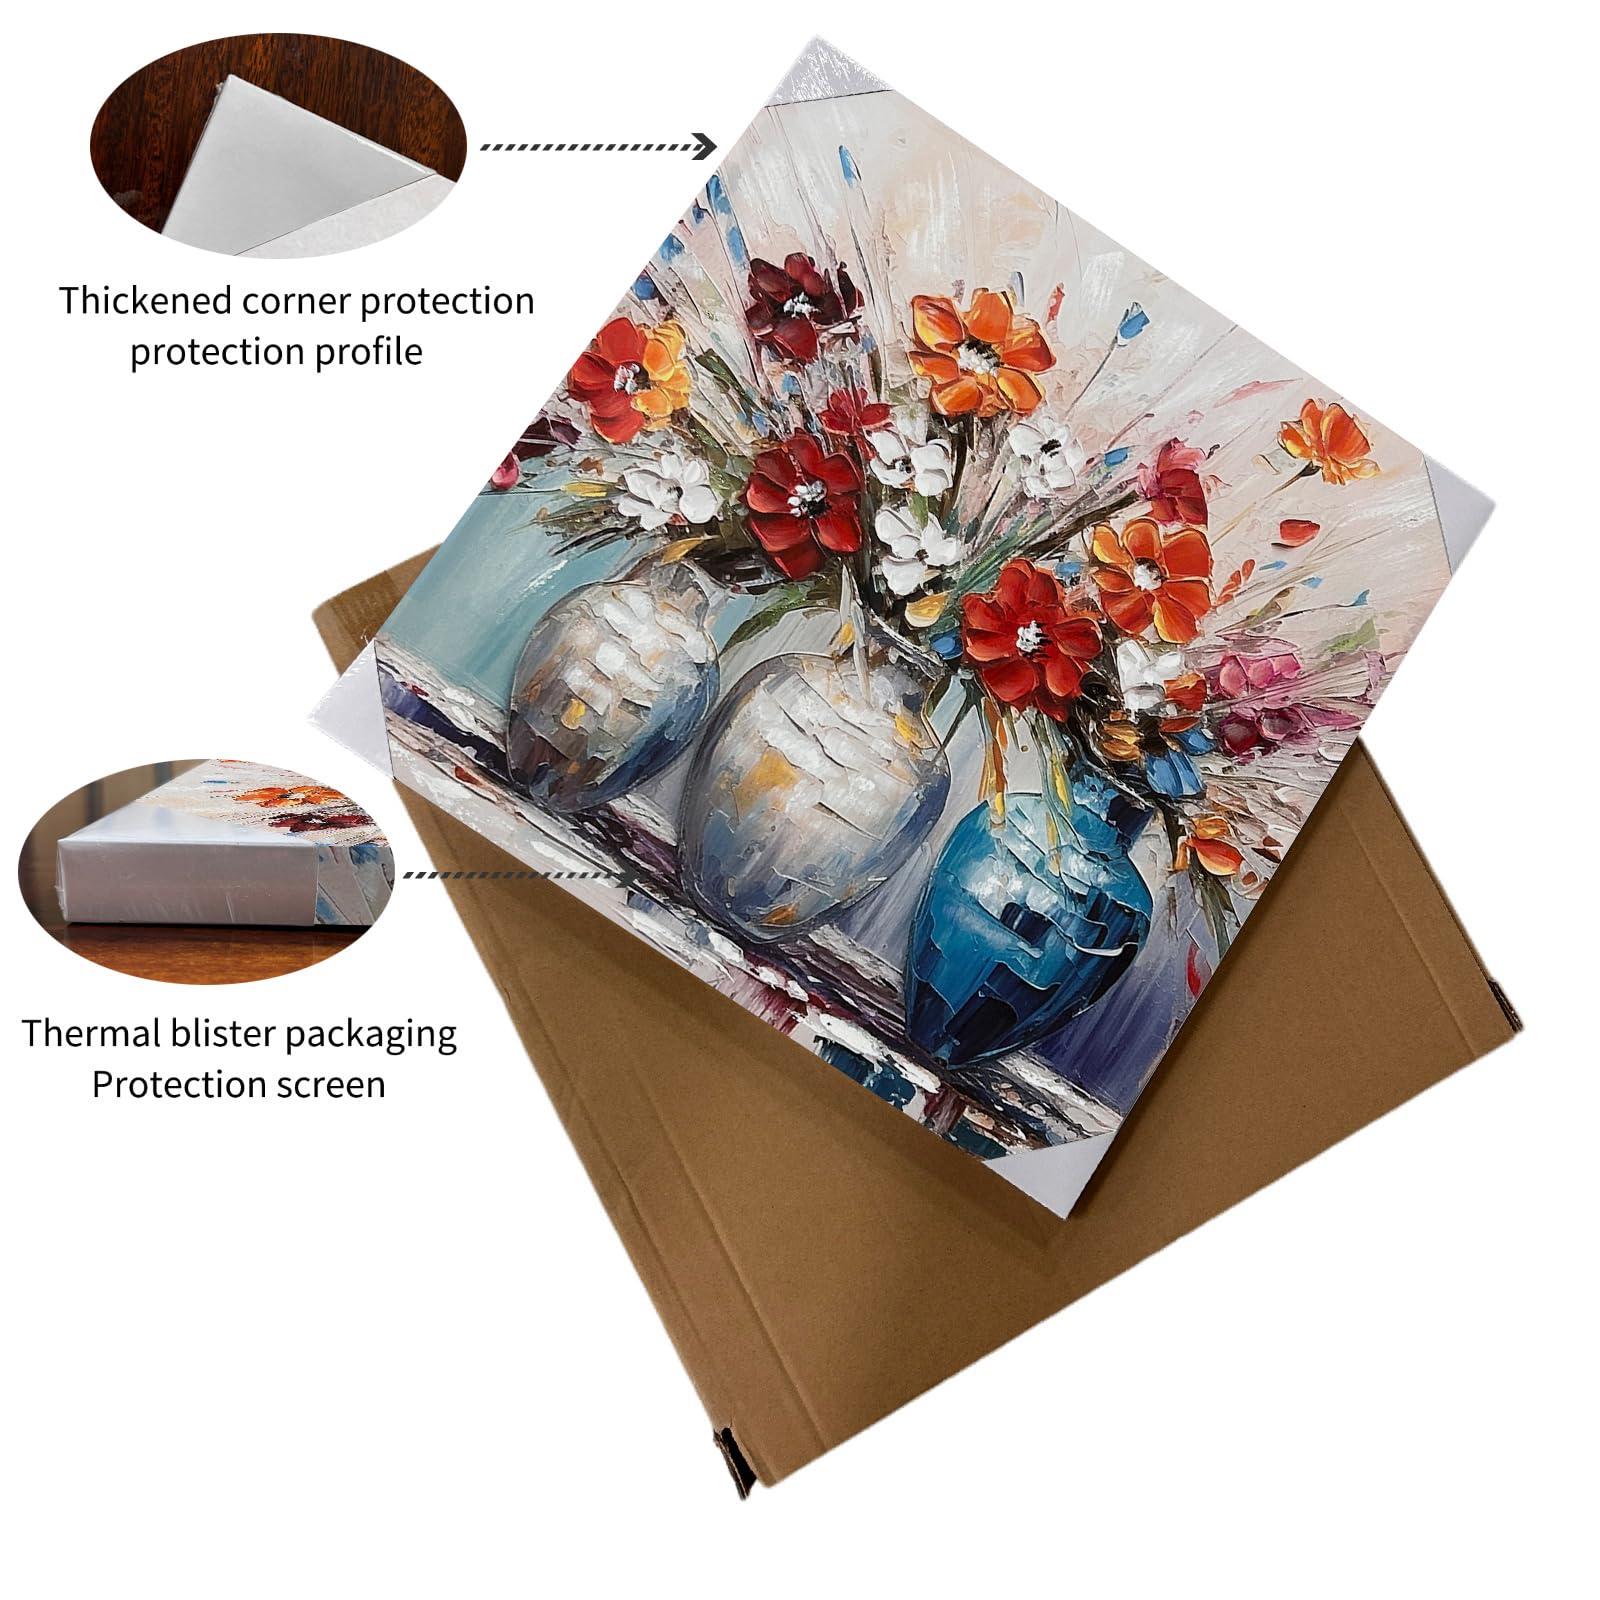 Thickened corner protection
protection profile
Thermal blister packaging
Protection screen